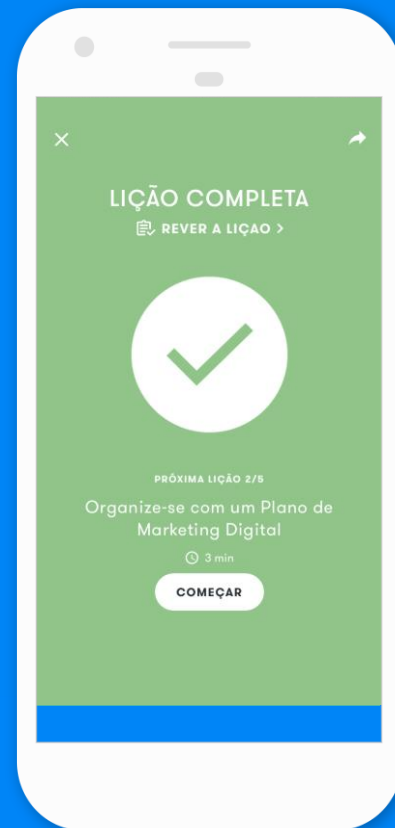 LIÇÃO COMPLETA
REVER A LIÇAO >
PRÓXIMA LIÇÃO 2/5
Organize-se com um Plano de
Marketing Digital
3 min
COMEÇAR